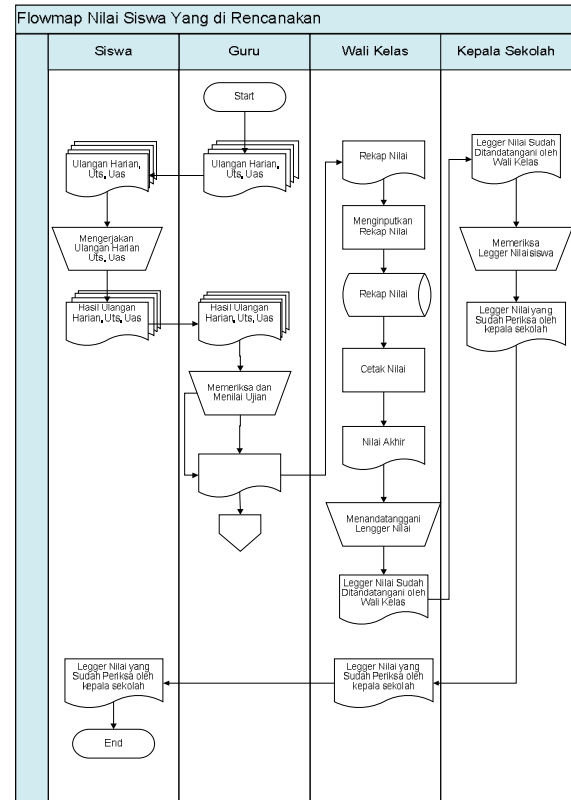 Flowmap Nilai Siswa Yang di Rencanakan
Siswa
Guru
Wali Kelas
Kepala Sekolah
Start
Ulangan Harian,
Uts, Uas
Ulangan Harian,
Uts, Uas
Mengerjakan
Ulangan Harian
Uts, Uas
Hasil Ulangan
Harian, Uts, Uas
Hasil Ulangan
Harian, Uts, Uas
Memeriksa dan
Menilai Ujian
Rekap Nilai
Menginputkan
Rekap Nilai
Rekap Nilai
Cetak Nilai
Nilai Akhir
Menandatanggani
Lengger Nilai
Legger Nilai Sudah
Ditandatangani oleh
Wali Kelas
Legger Nilai Sudah
Ditandatangani oleh
Wali Kelas
Memeriksa
Legger Nilai siswa
Legger Nilai yang
Sudah Periksa oleh
kepala sekolah
Legger Nilai yang
Sudah Periksa oleh
kepala sekolah
Legger Nilai yang
Sudah Periksa oleh
kepala sekolah
End